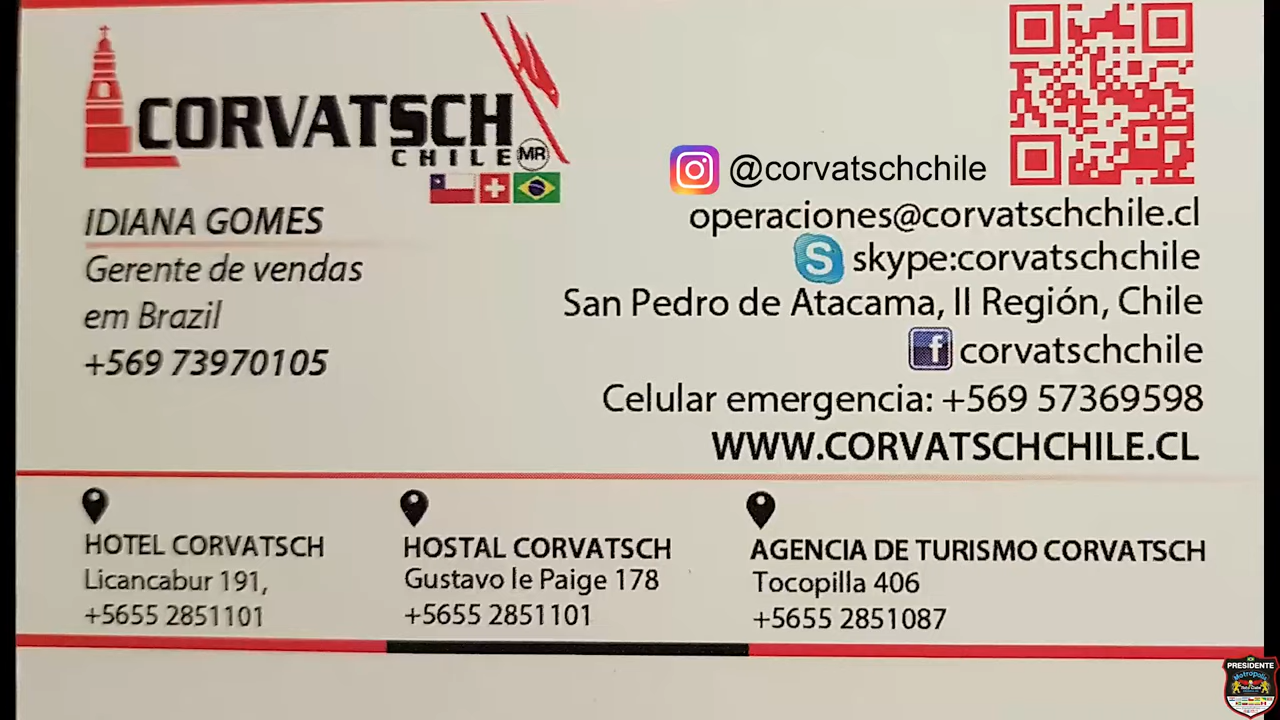 CORVATSCH
CHILE MR
IDIANA GOMES
Gerente de vendas
em Brazil
+569 73970105
@corvatschchile
operaciones@corvatschchile.cl
skype:corvatschchile
San Pedro de Atacama, II Región, Chile
corvatschchile
Celular emergencia: +569 57369598
WWW.CORVATSCHCHILE.CL
HOTEL CORVATSCH
Licancabur 191,
+5655 2851101
HOSTAL CORVATSCH
Gustavo le Paige 178
+5655 2851101
AGENCIA DE TURISMO CORVATSCH
Tocopilla 406
+5655 2851087
PRESIDENTE
Metropolis